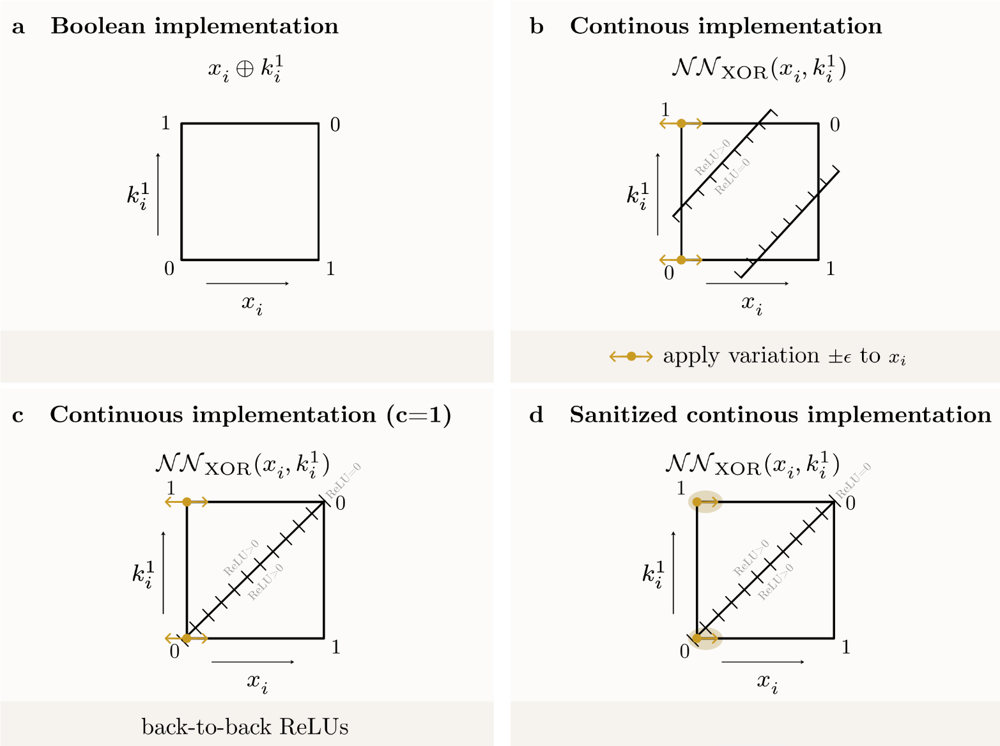 a Boolean implementation
x_i ⊕ k_i^1
1
0
k_i^1
0
1
x_i
b Continous implementation
𝒩𝒩_XOR(x_i, k_i^1)
1
0
ReLU>0
ReLU=0
k_i^1
0
1
x_i
apply variation ±ϵ to x_i
c Continuous implementation (c=1)
𝒩𝒩_XOR(x_i, k_i^1)
ReLU=0
1
0
ReLU>0
ReLU>0
k_i^1
0
1
x_i
back-to-back ReLUs
d Sanitized continous implementation
𝒩𝒩_XOR(x_i, k_i^1)
ReLU=0
1
0
ReLU>0
ReLU>0
k_i^1
0
1
x_i